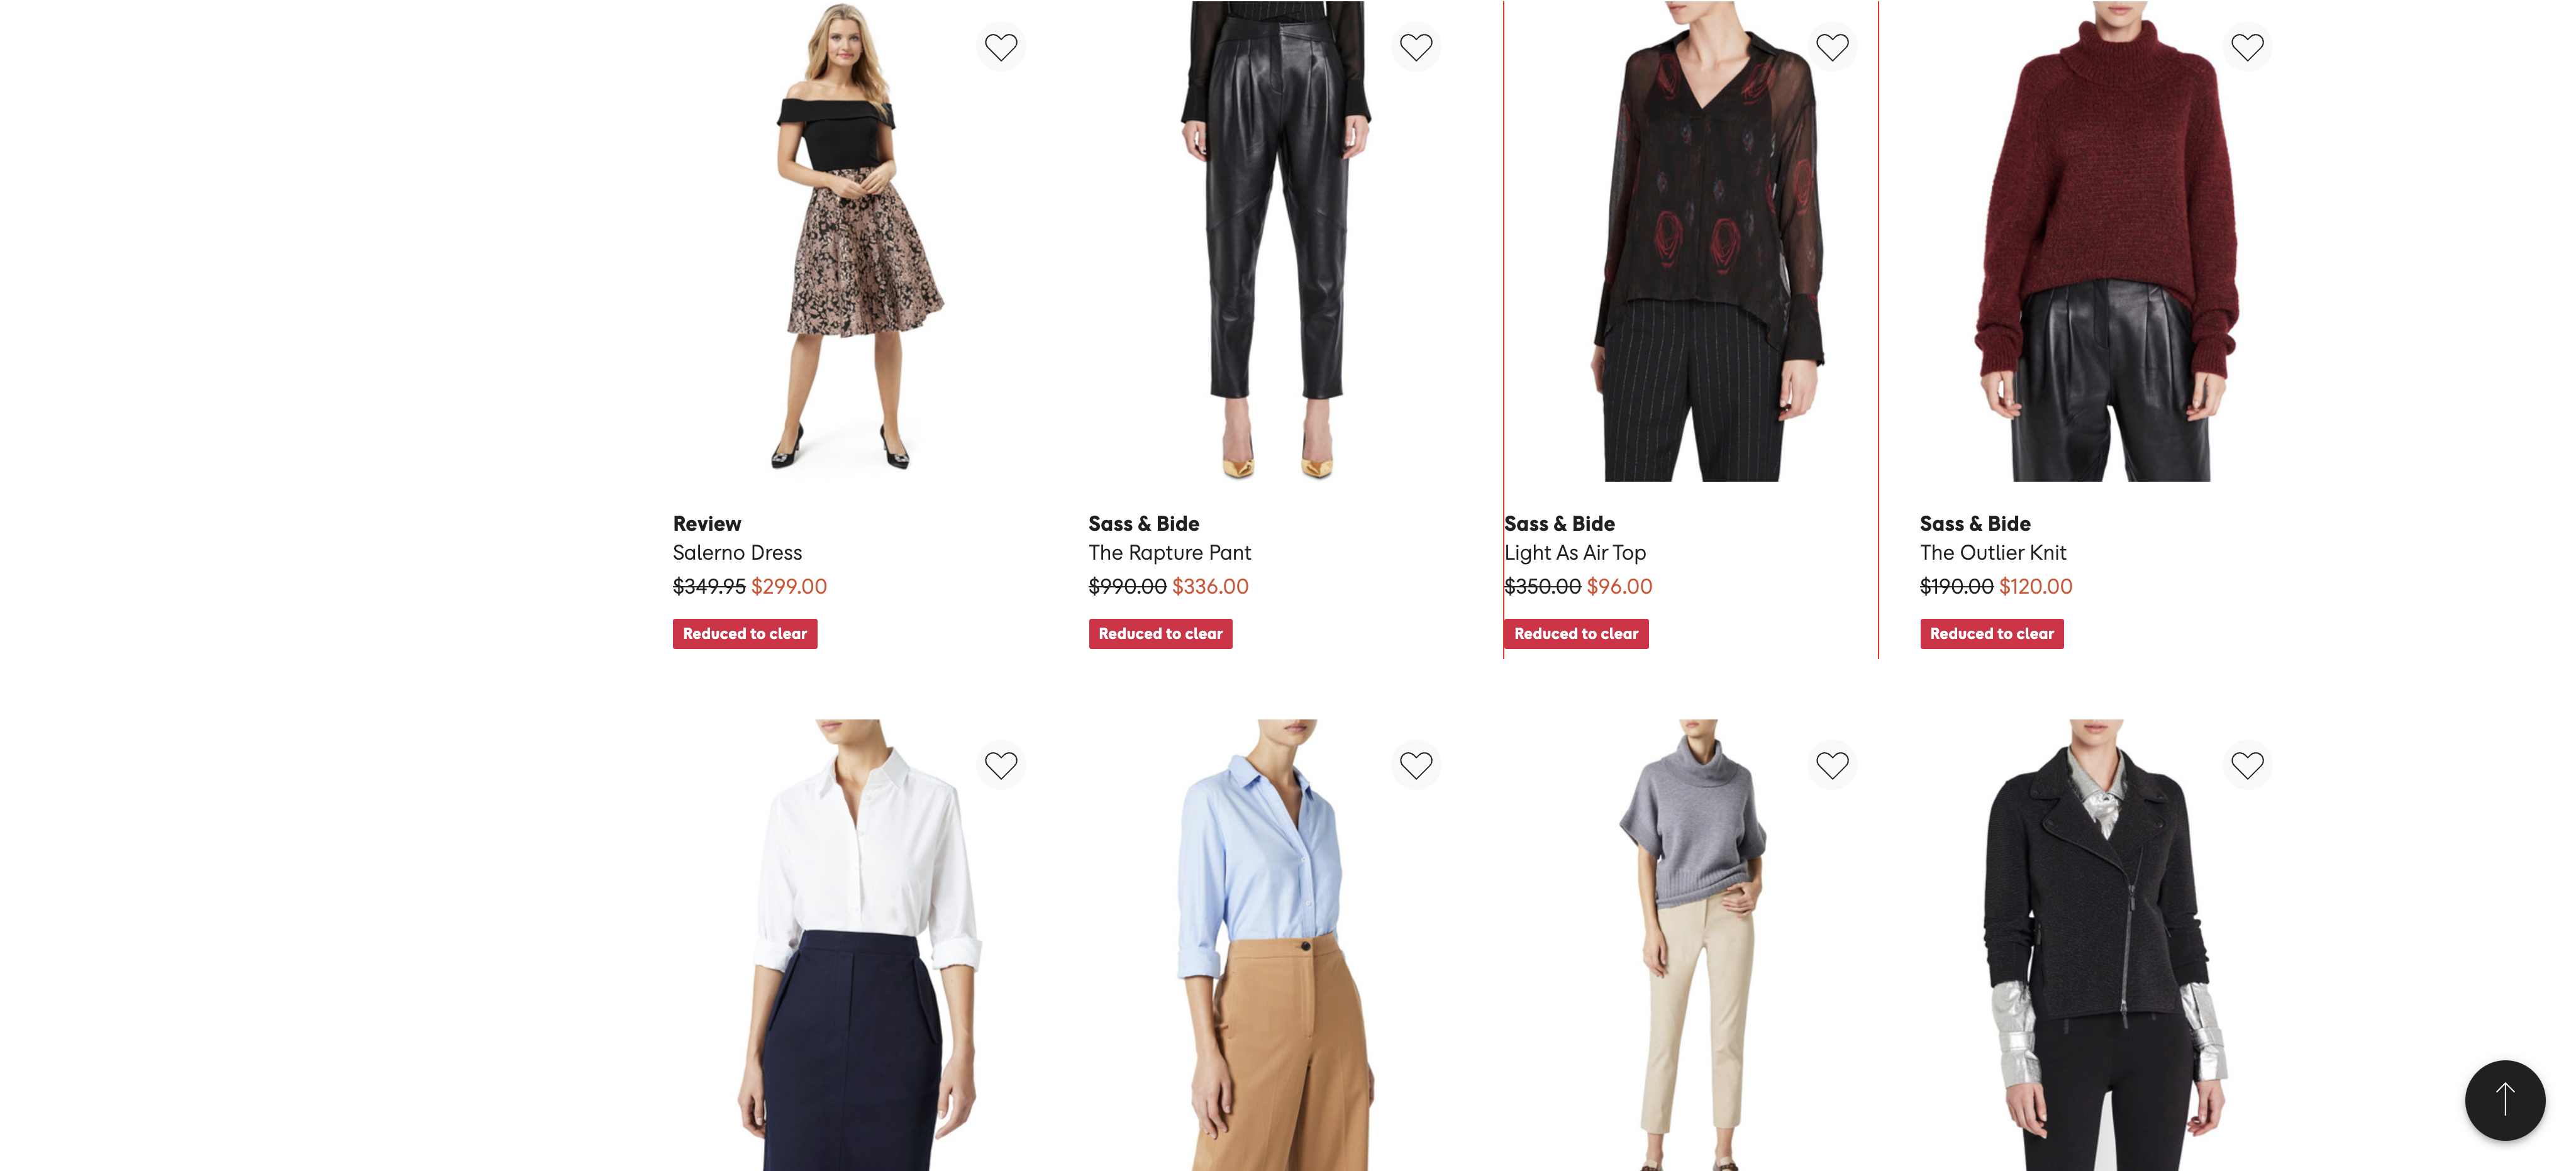 Review
Salerno Dress
$349.95 $299.00
Reduced to clear
Sass & Bide
The Rapture Pant
$990.00 $336.00
Reduced to clear
Sass & Bide
Light As Air Top
$350.00 $96.00
Reduced to clear
Sass & Bide
The Outlier Knit
$190.00 $120.00
Reduced to clear